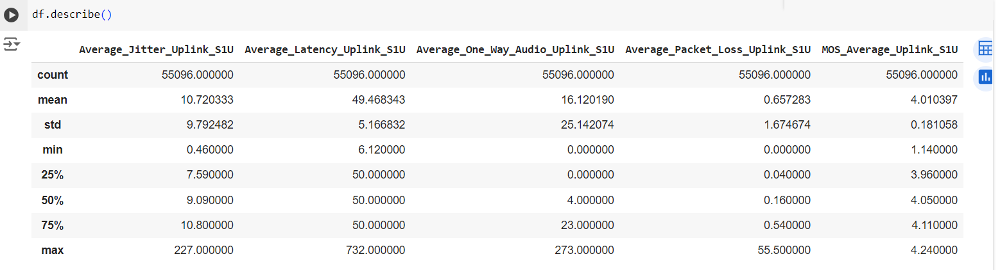 df.describe()
Average_Jitter_Uplink_S1U Average_Latency_Uplink_S1U Average_One_Way_Audio_Uplink_S1U Average_Packet_Loss_Uplink_S1U MOS_Average_Uplink_S1U
count 55096.000000 55096.000000 55096.000000 55096.000000 55096.000000
mean 10.720333 49.468343 16.120190 0.657283 4.010397
std 9.792482 5.166832 25.142074 1.674674 0.181058
min 0.460000 6.120000 0.000000 0.000000 1.140000
25% 7.590000 50.000000 0.000000 0.040000 3.960000
50% 9.090000 50.000000 4.000000 0.160000 4.050000
75% 10.800000 50.000000 23.000000 0.540000 4.110000
max 227.000000 732.000000 273.000000 55.500000 4.240000